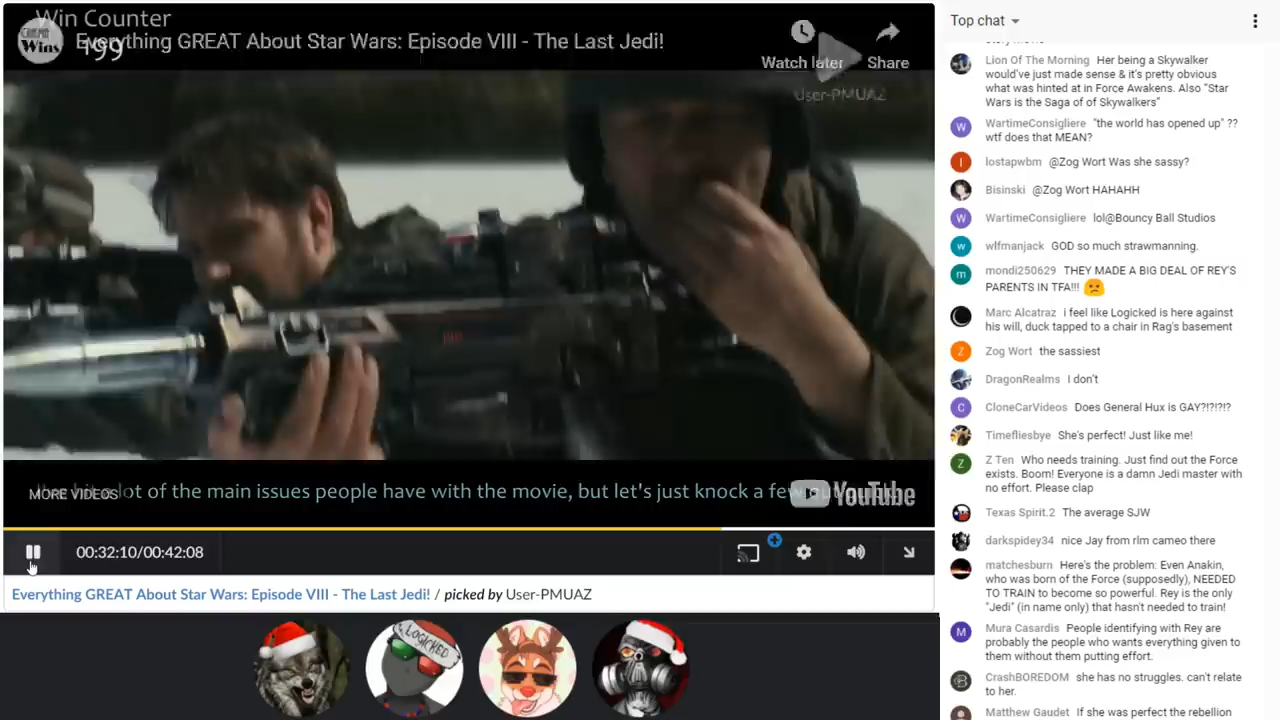 Win Counter
199
Everything GREAT About Star Wars: Episode VIII - The Last Jedi!
Watch later
Share
User-PMUAZ
MORE VIDEOS
lot of the main issues people have with the movie, but let's just knock a few
YouTube
00:32:10/00:42:08
Everything GREAT About Star Wars: Episode VIII - The Last Jedi! / picked by User-PMUAZ
LOGICKED
Top chat
Lion Of The Morning Her being a Skywalker
would've just made sense & it's pretty obvious
what was hinted at in Force Awakens. Also "Star
Wars is the Saga of of Skywalkers"
WartimeConsigliere "the world has opened up" ??
wtf does that MEAN?
lostapwbm @Zog Wort Was she sassy?
Bisinski @Zog Wort HAHAHH
WartimeConsigliere lol@Bouncy Ball Studios
wlfmanjack GOD so much strawmanning.
mondi250629 THEY MADE A BIG DEAL OF REY'S
PARENTS IN TFA!!!
Marc Alcatraz i feel like Logicked is here against
his will, duck tapped to a chair in Rag's basement
Zog Wort the sassiest
DragonRealms I don't
CloneCarVideos Does General Hux is GAY?!?!?!?
Timefliesbye She's perfect! Just like me!
Z Ten Who needs training. Just find out the Force
exists. Boom! Everyone is a damn Jedi master with
no effort. Please clap
Texas Spirit.2 The average SJW
darkspidey34 nice Jay from rlm cameo there
matchesburn Here's the problem: Even Anakin,
who was born of the Force (supposedly), NEEDED
TO TRAIN to become so powerful. Rey is the only
"Jedi" (in name only) that hasn't needed to train!
Mura Casardis People identifying with Rey are
probably the people who wants everything given to
them without them putting effort.
CrashBOREDOM she has no struggles. can't relate
to her.
Matthew Gaudet If she was perfect the rebellion